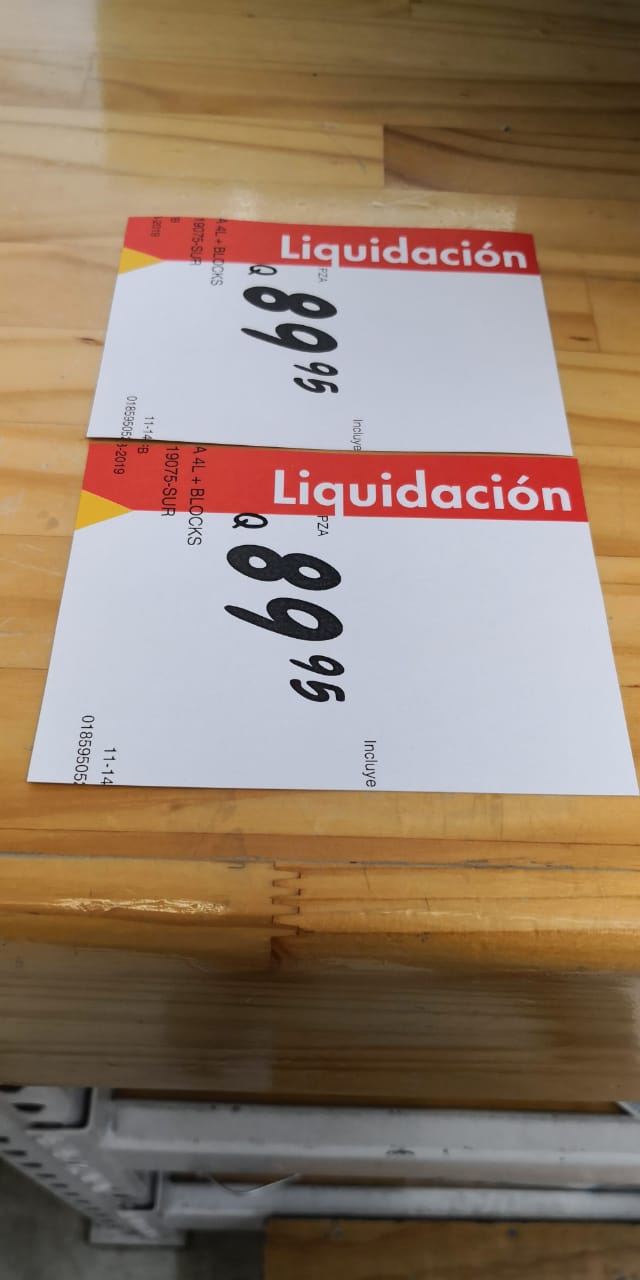 Liquidación
A 4L + BLOCKS
19075-SUR
PZA
Q 89.95
Incluye
11-14
Liquidación
A 4L + BLOCKS
19075-SUR
PZA
Q 89.95
Incluye
11-14